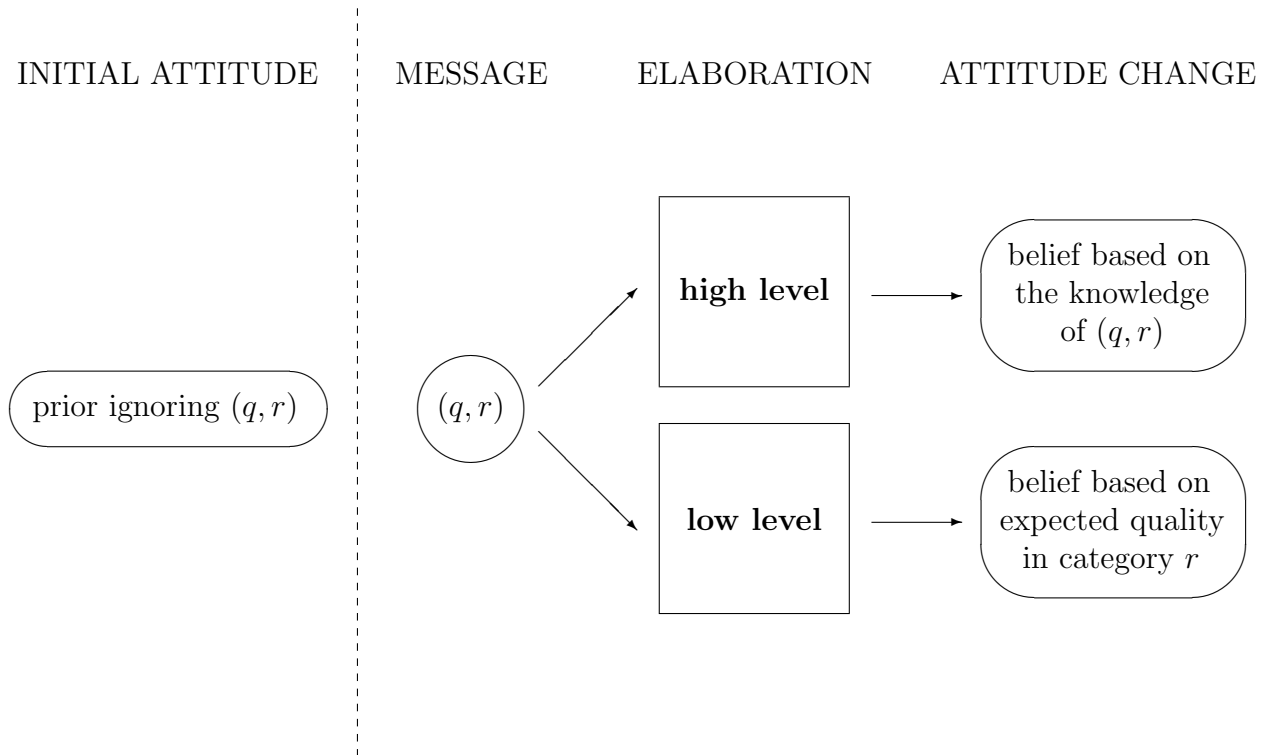 INITIAL ATTITUDE
MESSAGE
ELABORATION
ATTITUDE CHANGE
prior ignoring (q, r)
(q, r)
high level
belief based on
the knowledge
of (q, r)
low level
belief based on
expected quality
in category r